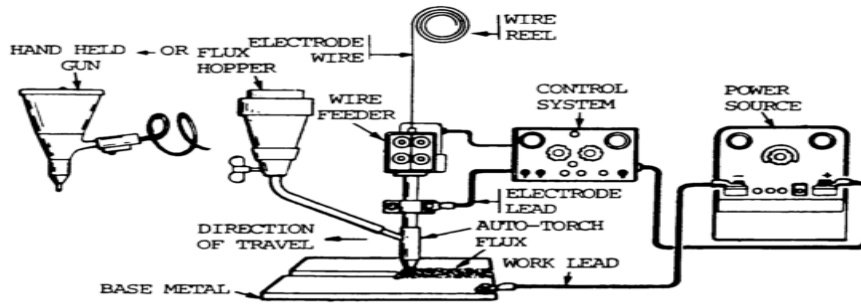 WIRE
REEL
ELECTRODE
WIRE
HAND HELD
GUN
OR FLUX
HOPPER
WIRE
FEEDER
CONTROL
SYSTEM
POWER
SOURCE
- +
ELECTRODE
LEAD
DIRECTION
OF TRAVEL
AUTO-TORCH
FLUX
BASE METAL
WORK LEAD